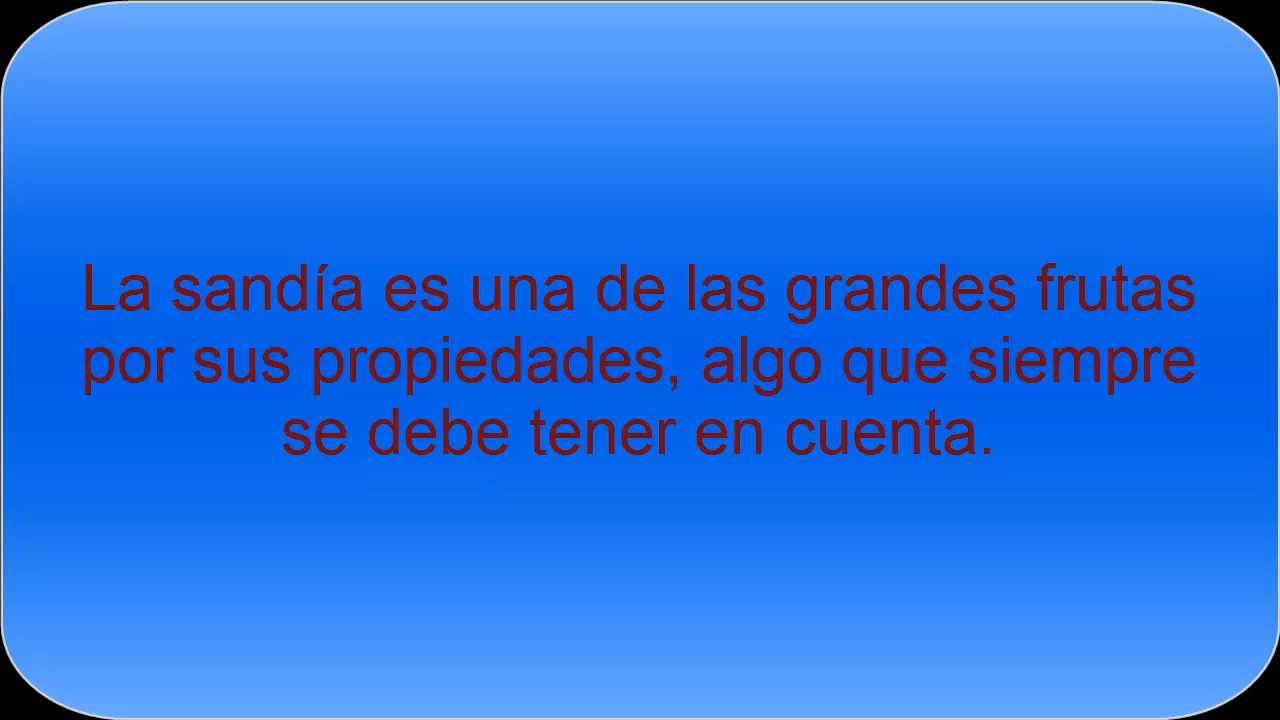 La sandía es una de las grandes frutas
por sus propiedades, algo que siempre
se debe tener en cuenta.